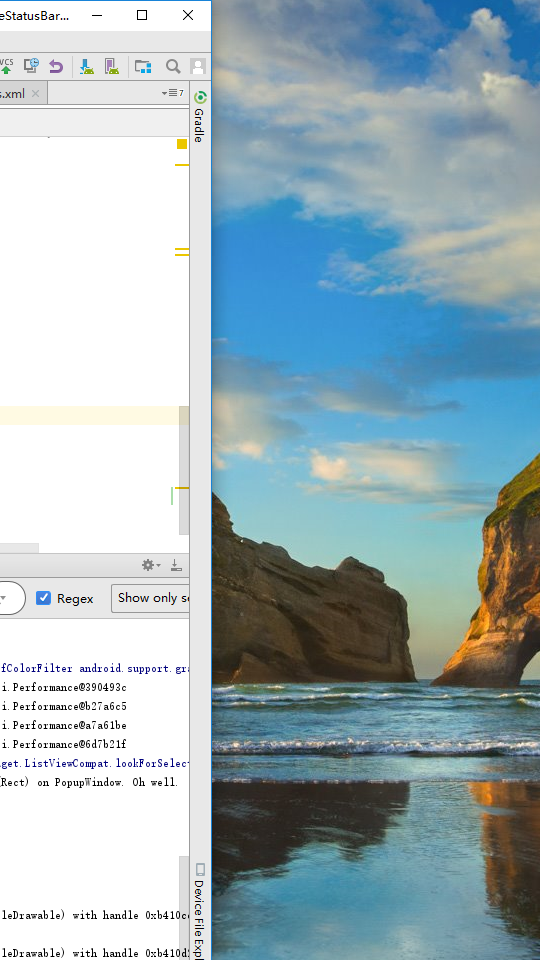 eStatusBar...
VCS
s.xml
7
Gradle
Regex
Show only se
fColorFilter android.support.gra
i.Performance@390493c
i.Performance@b27a6c5
i.Performance@a7a61be
i.Performance@6d7b21f
get.ListViewCompat.lookForSelect
Rect) on PopupWindow. Oh well.
leDrawable) with handle 0xb410c
leDrawable) with handle 0xb410d
Device File Expl